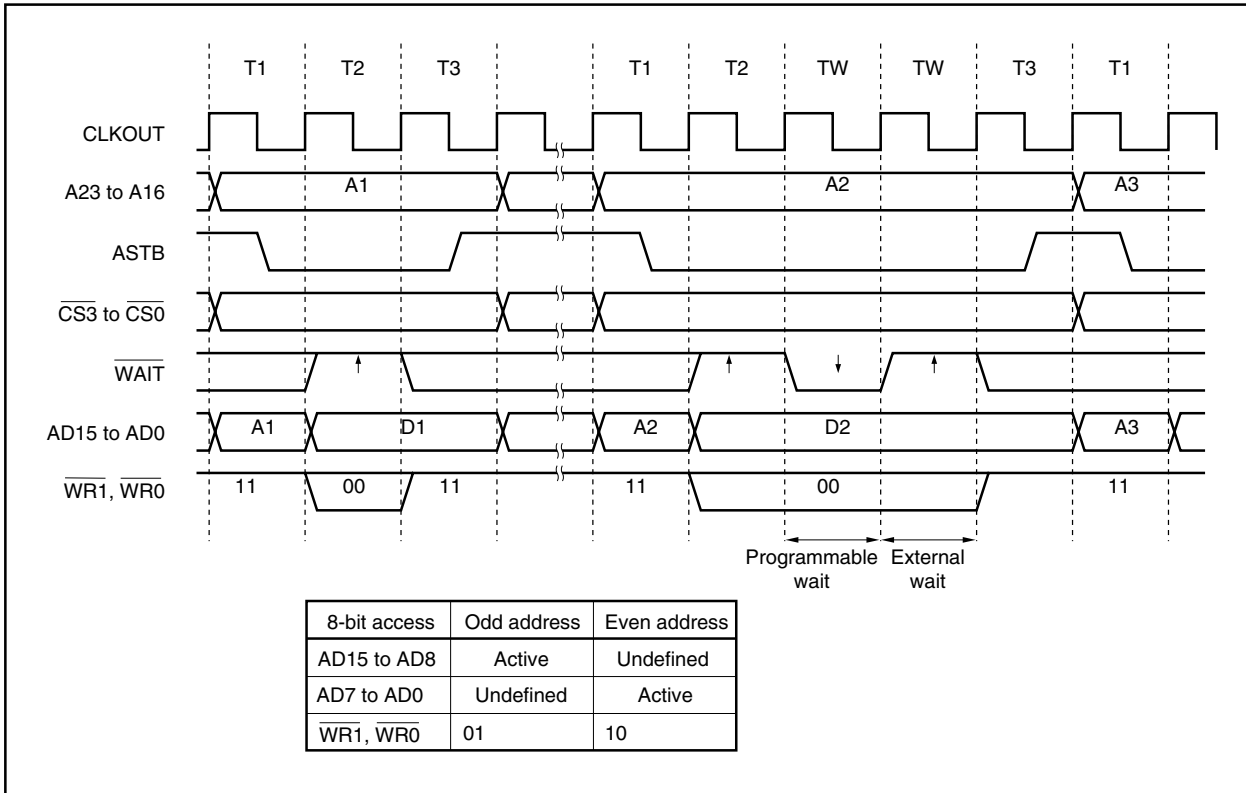 T1 T2 T3 T1 T2 TW TW T3 T1
CLKOUT
A23 to A16 A1 A2 A3
ASTB
CS3 to CS0
WAIT
AD15 to AD0 A1 D1 A2 D2 A3
WR1, WR0 11 00 11 11 00 11
Programmable wait
External wait
8-bit access Odd address Even address
AD15 to AD8 Active Undefined
AD7 to AD0 Undefined Active
WR1, WR0 01 10